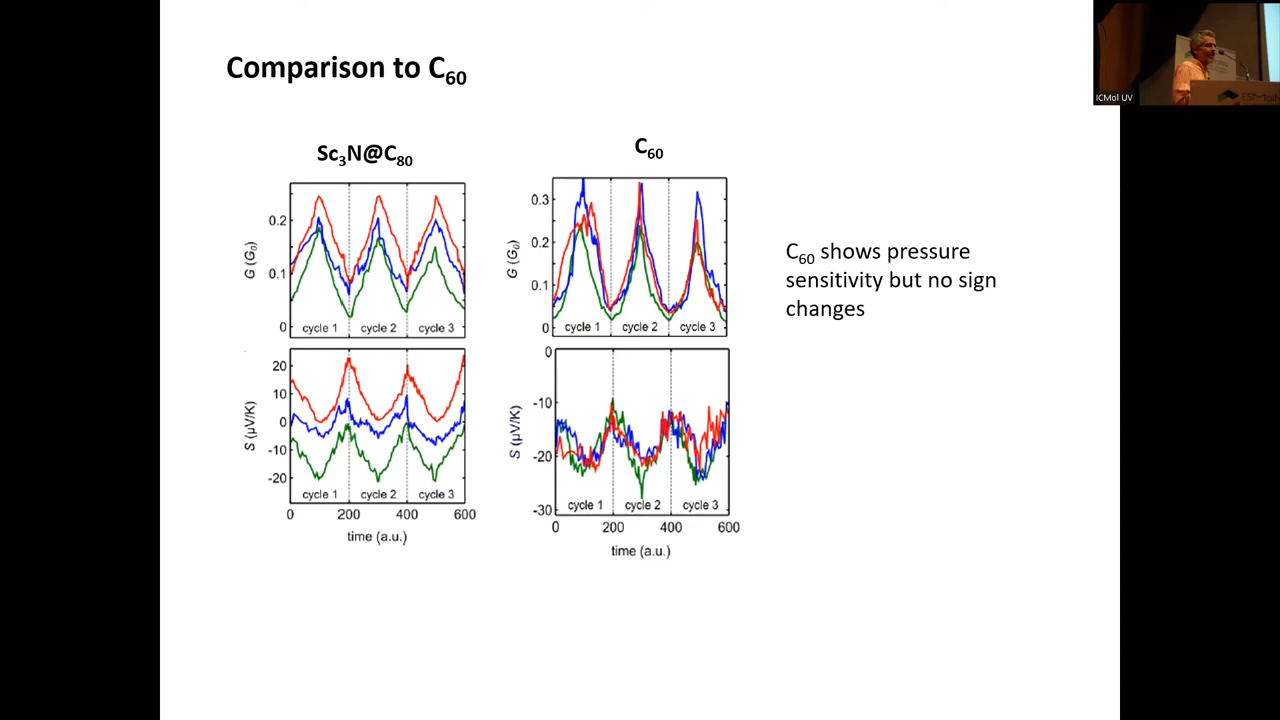 Comparison to C60
Sc3N@C80
C60
G (G0)
0.2
0.1
0
cycle 1
cycle 2
cycle 3
S (μV/K)
20
10
0
-10
-20
cycle 1
cycle 2
cycle 3
0
200
400
600
time (a.u.)
G (G0)
0.3
0.2
0.1
0
cycle 1
cycle 2
cycle 3
S (μV/K)
0
-10
-20
-30
cycle 1
cycle 2
cycle 3
0
200
400
600
time (a.u.)
C60 shows pressure
sensitivity but no sign
changes
ICMol UV